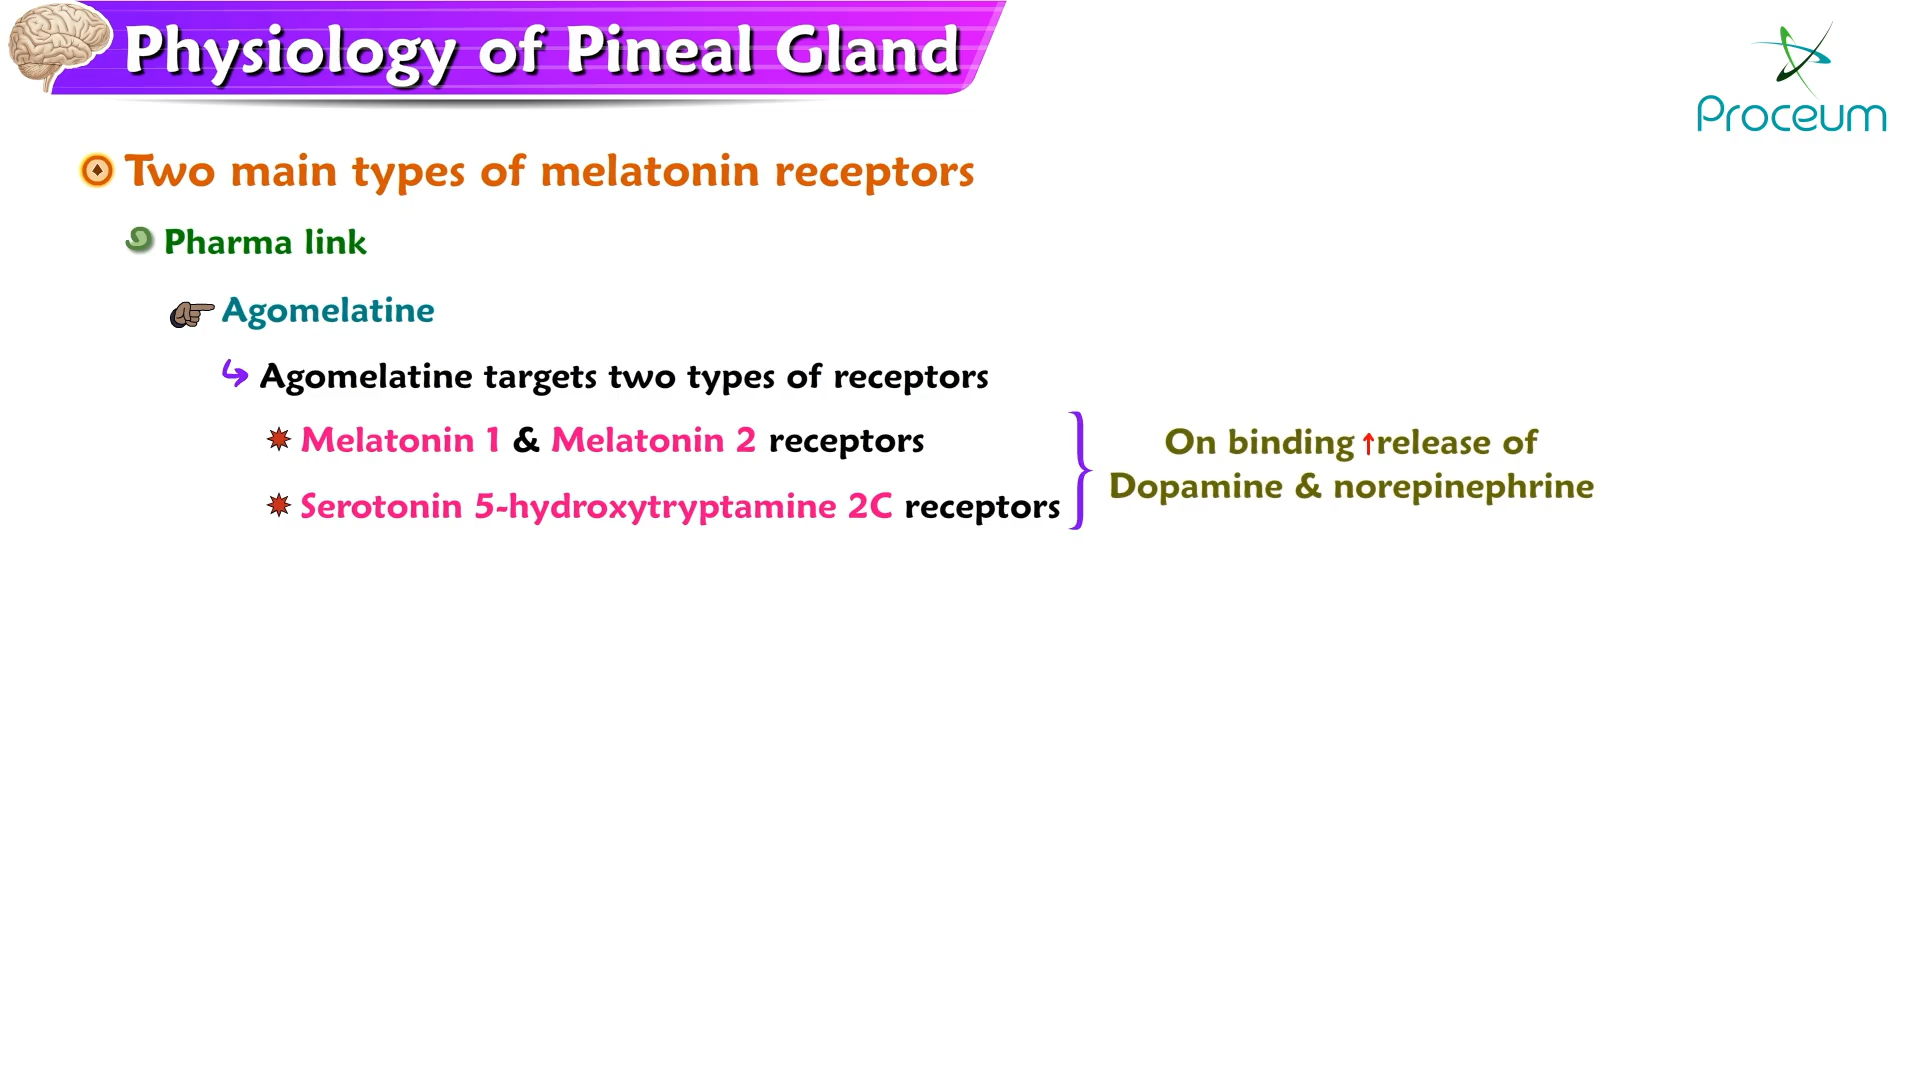 Physiology of Pineal Gland
Proceum
Two main types of melatonin receptors
Pharma link
Agomelatine
Agomelatine targets two types of receptors
Melatonin 1 & Melatonin 2 receptors
Serotonin 5-hydroxytryptamine 2C receptors
On binding ↑release of
Dopamine & norepinephrine